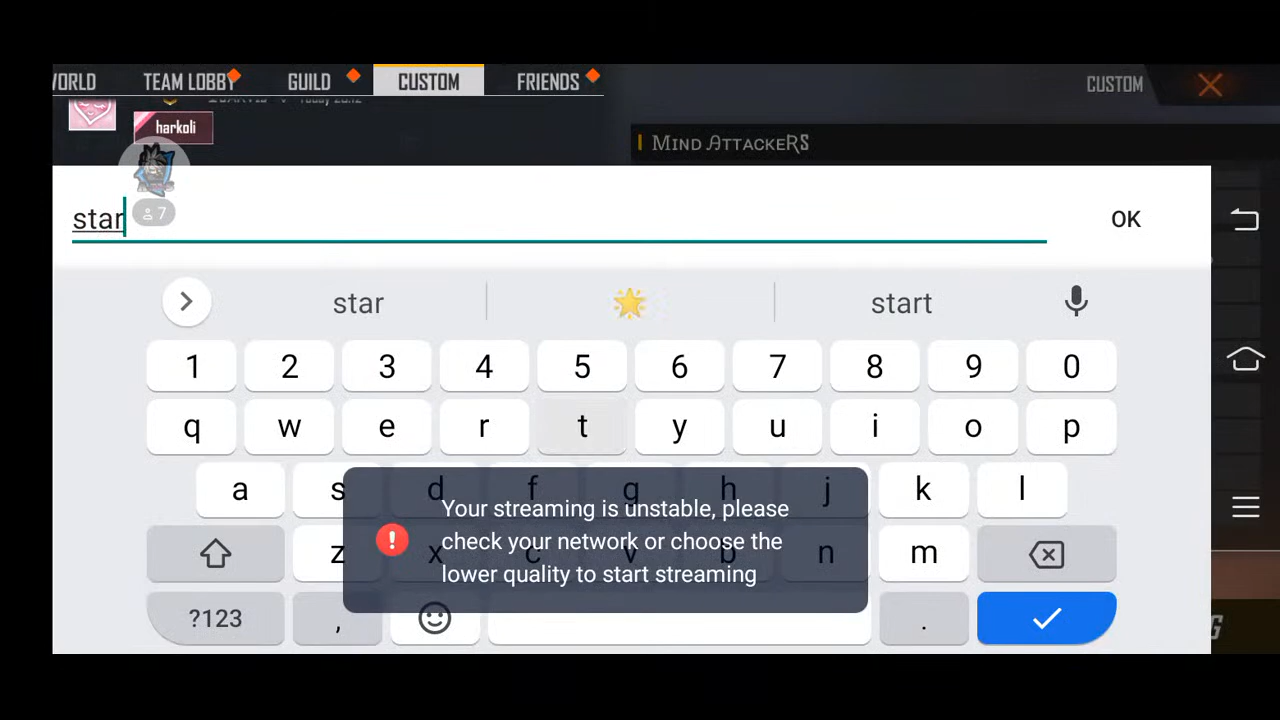 WORLD TEAM LOBBY GUILD CUSTOM FRIENDS CUSTOM
harkoli
MIND ATTACKERS
star
7
OK
star start
1 2 3 4 5 6 7 8 9 0
q w e r t y u i o p
a s d f g h j k l
z x c v b n m
Your streaming is unstable, please
check your network or choose the
lower quality to start streaming
?123 , .